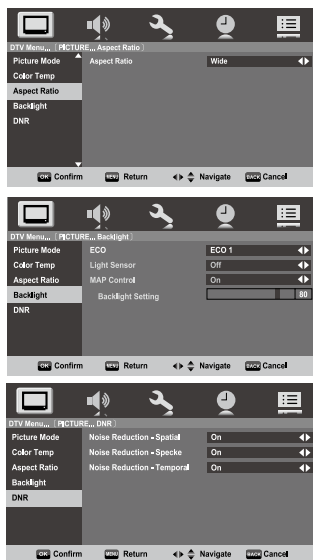 DTV Menu,,, [ PICTURE,,, Aspect Ratio ]
Picture Mode Aspect Ratio Wide
Color Temp
Aspect Ratio
Backlight
DNR
OK Confirm MENU Return Navigate BACK Cancel
DTV Menu,,, [ PICTURE,,, Backlight ]
Picture Mode ECO ECO 1
Color Temp Light Sensor Off
Aspect Ratio MAP Control On
Backlight Backlight Setting 80
DNR
OK Confirm MENU Return Navigate BACK Cancel
DTV Menu,,, [ PICTURE,,, DNR ]
Picture Mode Noise Reduction - Spatial On
Color Temp Noise Reduction - Specke On
Aspect Ratio Noise Reduction - Temporal On
Backlight
DNR
OK Confirm MENU Return Navigate BACK Cancel